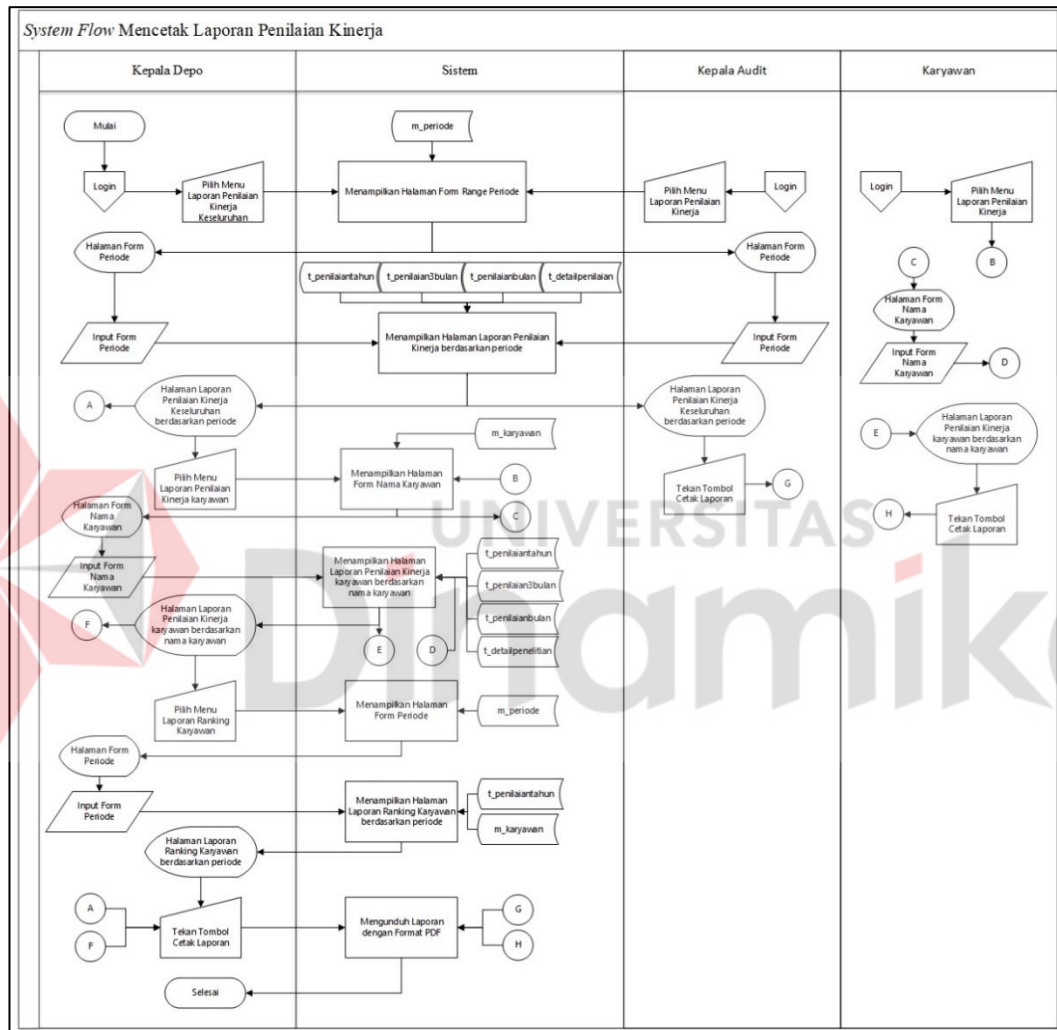 System Flow Mencetak Laporan Penilaian Kinerja
Kepala Depo
Sistem
Kepala Audit
Karyawan
Mulai
m_periode
Login
Pilih Menu
Laporan Penilaian
Kinerja
Keseluruhan
Menampilkan Halaman Form Range Periode
Pilih Menu
Laporan Penilaian
Kinerja
Login
Login
Pilih Menu
Laporan Penilaian
Kinerja
Halaman Form
Periode
Halaman Form
Periode
C
B
t_penilaiantahun
t_penilaian3bulan
t_penilaianbulan
t_detailpenilaian
Halaman Form
Nama
Karyawan
Input Form
Periode
Menampilkan Halaman Laporan Penilaian
Kinerja berdasarkan periode
Input Form
Periode
Input Form
Nama
Karyawan
D
A
Halaman Laporan
Penilaian Kinerja
Keseluruhan
berdasarkan periode
Halaman Laporan
Penilaian Kinerja
Keseluruhan
berdasarkan periode
E
Halaman Laporan
Penilaian Kinerja
karyawan berdasarkan
nama karyawan
m_karyawan
Pilih Menu
Laporan Penilaian
Kinerja karyawan
Menampilkan Halaman
Form Nama Karyawan
B
Tekan Tombol
Cetak Laporan
G
H
Tekan Tombol
Cetak Laporan
Halaman Form
Nama
Karyawan
C
UNIVERSITAS
Dinamika
Input Form
Nama
Karyawan
Menampilkan Halaman
Laporan Penilaian Kinerja
karyawan berdasarkan
nama karyawan
t_penilaiantahun
t_penilaian3bulan
t_penilaianbulan
t_detailpenelitian
F
Halaman Laporan
Penilaian Kinerja
karyawan berdasarkan
nama karyawan
E
D
Pilih Menu
Laporan Ranking
Karyawan
Menampilkan Halaman
Form Periode
m_periode
Halaman Form
Periode
Input Form
Periode
Menampilkan Halaman
Laporan Ranking Karyawan
berdasarkan periode
t_penilaiantahun
m_karyawan
Halaman Laporan
Ranking Karyawan
berdasarkan periode
A
F
Tekan Tombol
Cetak Laporan
Mengunduh Laporan
dengan Format PDF
G
H
Selesai